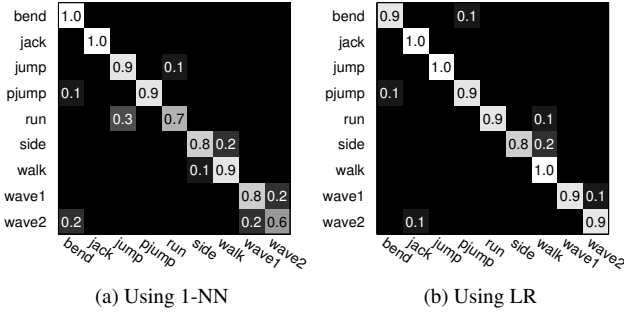 bend 1.0
jack 1.0
jump 0.9 0.1
pjump 0.1 0.9
run 0.3 0.7
side 0.8 0.2
walk 0.1 0.9
wave1 0.8 0.2
wave2 0.2 0.2 0.6
bend jack jump pjump run side walk wave1 wave2
(a) Using 1-NN
bend 0.9 0.1
jack 1.0
jump 1.0
pjump 0.1 0.9
run 0.9 0.1
side 0.8 0.2
walk 1.0
wave1 0.9 0.1
wave2 0.1 0.9
bend jack jump pjump run side walk wave1 wave2
(b) Using LR